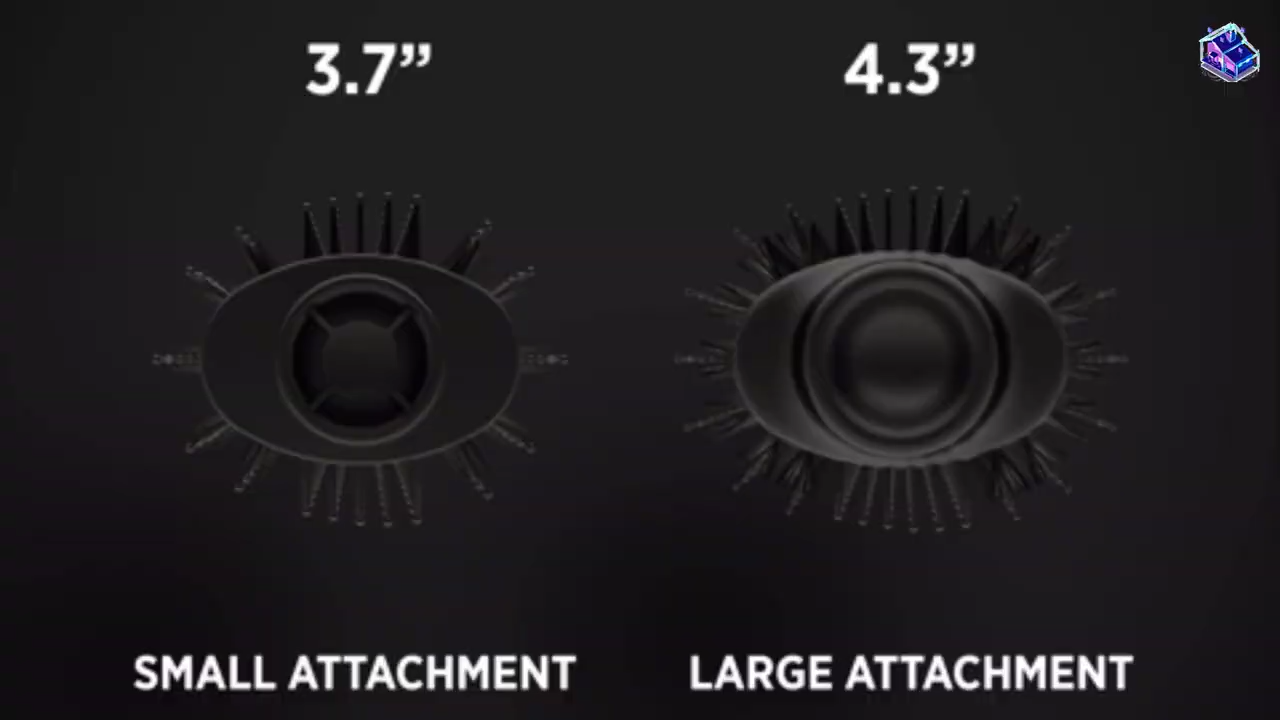 3.7”
4.3”
SMALL ATTACHMENT
LARGE ATTACHMENT